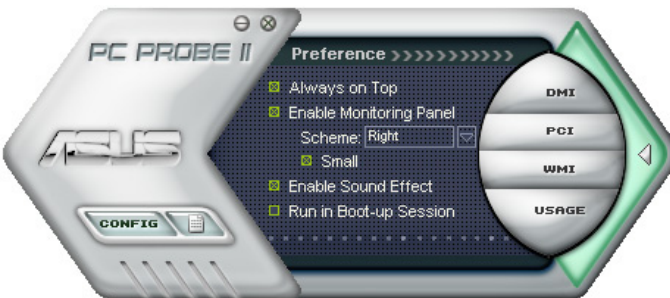 PC PROBE II
Preference
Always on Top
Enable Monitoring Panel
Scheme: Right
Small
Enable Sound Effect
Run in Boot-up Session
ASUS
CONFIG
DMI
PCI
WMI
USAGE